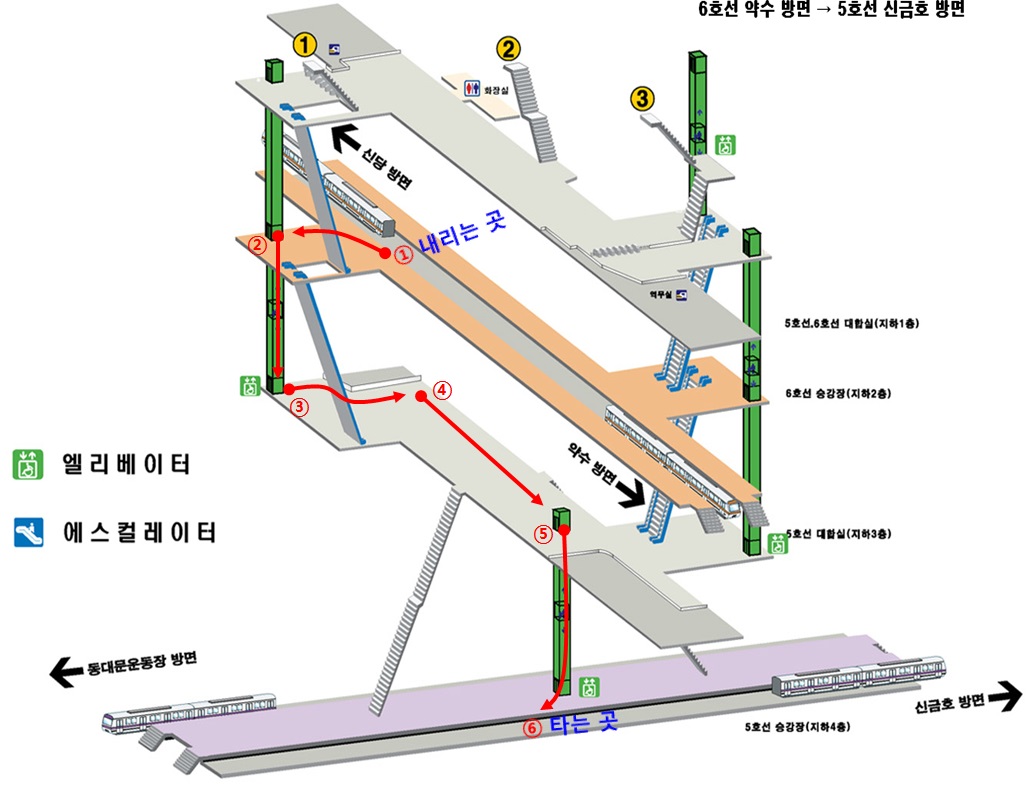 6호선 약수 방면 → 5호선 신금호 방면
1
2
3
화장실
신당 방면
① 내리는 곳
②
역무실
5호선.6호선 대합실(지하1층)
6호선 승강장(지하2층)
③
④
엘리베이터
약수 방면
에스컬레이터
⑤
5호선 대합실(지하3층)
동대문운동장 방면
신금호 방면
⑥ 타는 곳
5호선 승강장(지하4층)